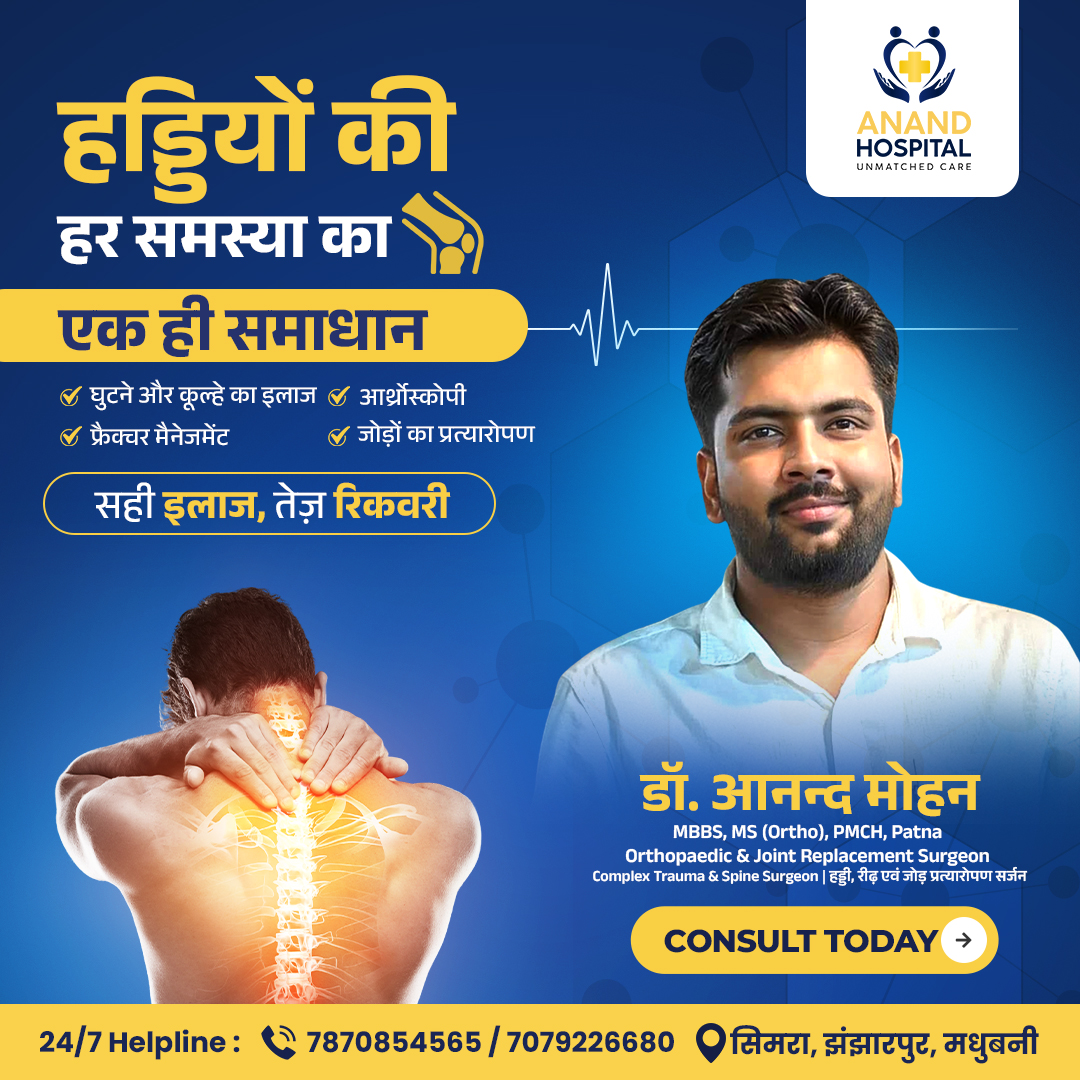 ANAND
HOSPITAL
UNMATCHED CARE
हड्डियों की
हर समस्या का
एक ही समाधान
घुटने और कूल्हे का इलाज
आर्थ्रोस्कोपी
फ्रैक्चर मैनेजमेंट
जोड़ों का प्रत्यारोपण
सही इलाज, तेज़ रिकवरी
डॉ. आनन्द मोहन
MBBS, MS (Ortho), PMCH, Patna
Orthopaedic & Joint Replacement Surgeon
Complex Trauma & Spine Surgeon | हड्डी, रीढ़ एवं जोड़ प्रत्यारोपण सर्जन
CONSULT TODAY
24/7 Helpline : 7870854565 / 7079226680 सिमरा, झंझारपुर, मधुबनी